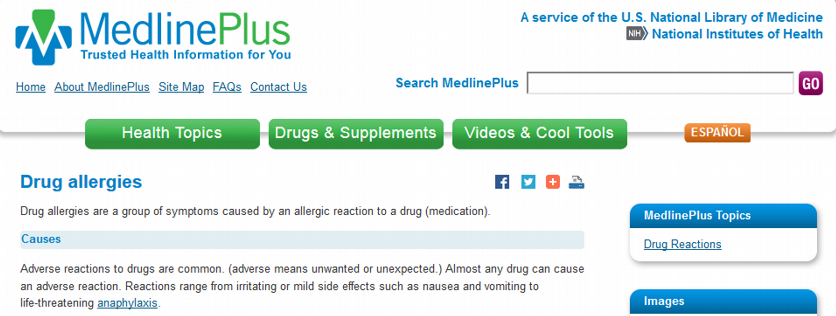 MedlinePlus
Trusted Health Information for You
A service of the U.S. National Library of Medicine
NIH National Institutes of Health
Home About MedlinePlus Site Map FAQs Contact Us
Search MedlinePlus GO
Health Topics Drugs & Supplements Videos & Cool Tools ESPAÑOL
Drug allergies
Drug allergies are a group of symptoms caused by an allergic reaction to a drug (medication).
Causes
Adverse reactions to drugs are common. (adverse means unwanted or unexpected.) Almost any drug can cause
an adverse reaction. Reactions range from irritating or mild side effects such as nausea and vomiting to
life-threatening anaphylaxis.
MedlinePlus Topics
Drug Reactions
Images